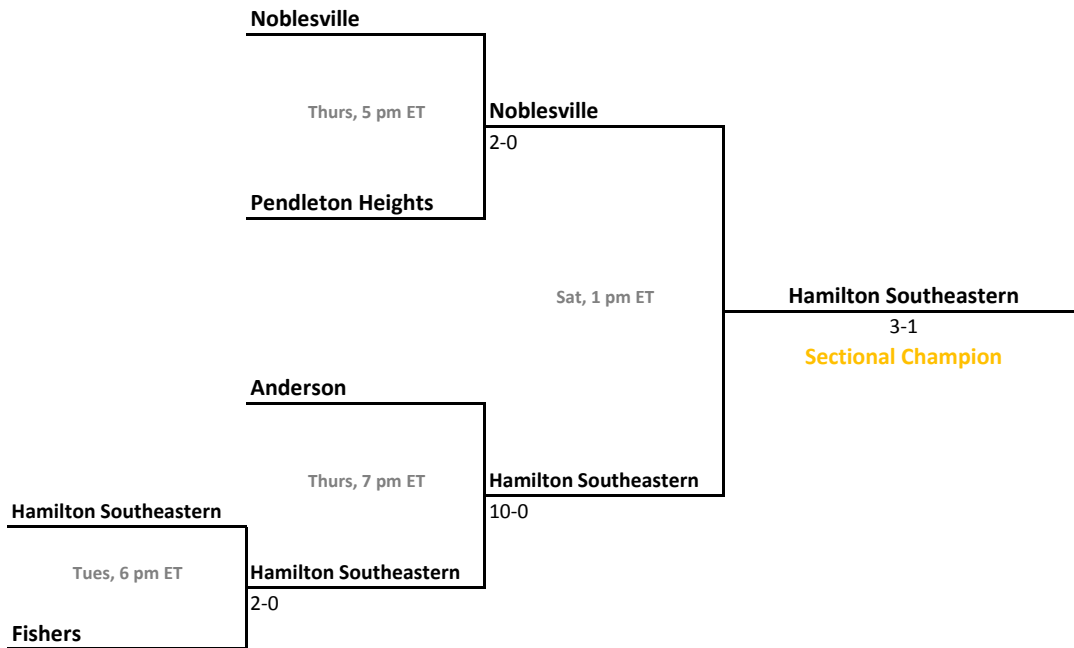 Noblesville
Thurs, 5 pm ET
Noblesville
2-0
Pendleton Heights
Sat, 1 pm ET
Hamilton Southeastern
3-1
Sectional Champion
Anderson
Thurs, 7 pm ET
Hamilton Southeastern
10-0
Hamilton Southeastern
Tues, 6 pm ET
Hamilton Southeastern
2-0
Fishers